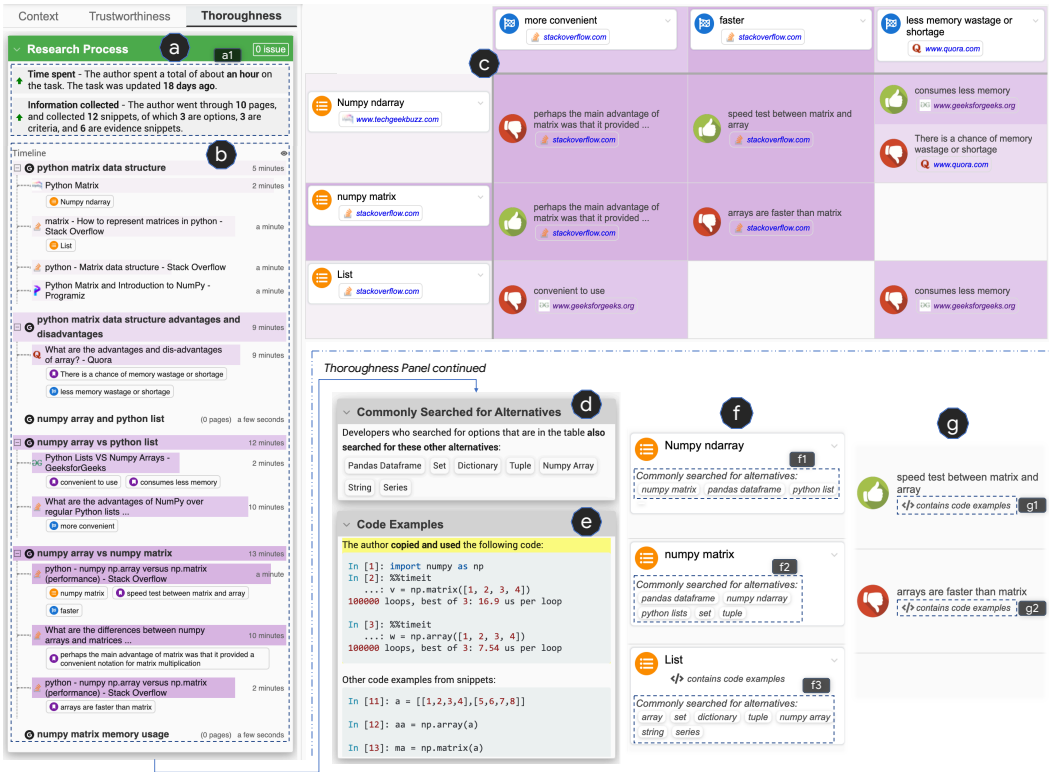 Context
Trustworthiness
Thoroughness
Research Process
a
0 issue
a1
Time spent - The author spent a total of about an hour on
the task. The task was updated 18 days ago.
Information collected - The author went through 10 pages,
and collected 12 snippets, of which 3 are options, 3 are
criteria, and 6 are evidence snippets.
b
Timeline
python matrix data structure
5 minutes
Python Matrix
2 minutes
Numpy ndarray
matrix - How to represent matrices in python -
Stack Overflow
a minute
List
python - Matrix data structure - Stack Overflow
a minute
Python Matrix and Introduction to NumPy -
Programiz
a minute
python matrix data structure advantages and
disadvantages
9 minutes
What are the advantages and dis-advantages
of array? - Quora
9 minutes
There is a chance of memory wastage or shortage
less memory wastage or shortage
numpy array and python list
(0 pages) a few seconds
numpy array vs python list
12 minutes
Python Lists VS Numpy Arrays -
GeeksforGeeks
2 minutes
convenient to use
consumes less memory
What are the advantages of NumPy over
regular Python lists ...
10 minutes
more convenient
numpy array vs numpy matrix
13 minutes
python - numpy np.array versus np.matrix
(performance) - Stack Overflow
a minute
numpy matrix
speed test between matrix and array
faster
What are the differences between numpy
arrays and matrices ...
10 minutes
perhaps the main advantage of matrix was that it provided a
convenient notation for matrix multiplication
python - numpy np.array versus np.matrix
(performance) - Stack Overflow
2 minutes
arrays are faster than matrix
numpy matrix memory usage
(0 pages) a few seconds
c
more convenient
stackoverflow.com
faster
stackoverflow.com
less memory wastage or
shortage
www.quora.com
Numpy ndarray
www.techgeekbuzz.com
perhaps the main advantage of
matrix was that it provided ...
stackoverflow.com
speed test between matrix and
array
stackoverflow.com
consumes less memory
www.geeksforgeeks.org
There is a chance of memory
wastage or shortage
www.quora.com
numpy matrix
stackoverflow.com
perhaps the main advantage of
matrix was that it provided ...
stackoverflow.com
arrays are faster than matrix
stackoverflow.com
List
stackoverflow.com
convenient to use
www.geeksforgeeks.org
consumes less memory
www.geeksforgeeks.org
Thoroughness Panel continued
d
Commonly Searched for Alternatives
Developers who searched for options that are in the table also
searched for these other alternatives:
Pandas Dataframe Set Dictionary Tuple Numpy Array
String Series
e
Code Examples
The author copied and used the following code:
In [1]: import numpy as np
In [2]: %%timeit
...: v = np.matrix([1, 2, 3, 4])
100000 loops, best of 3: 16.9 us per loop
In [3]: %%timeit
...: w = np.array([1, 2, 3, 4])
100000 loops, best of 3: 7.54 us per loop
Other code examples from snippets:
In [11]: a = [[1,2,3,4],[5,6,7,8]]
In [12]: aa = np.array(a)
In [13]: ma = np.matrix(a)
f
Numpy ndarray
f1
Commonly searched for alternatives:
numpy matrix pandas dataframe python list
numpy matrix
f2
Commonly searched for alternatives:
pandas dataframe numpy ndarray
python lists set tuple
List
</> contains code examples
f3
Commonly searched for alternatives:
array set dictionary tuple numpy array
string series
g
speed test between matrix and
array
</> contains code examples
g1
arrays are faster than matrix
</> contains code examples
g2